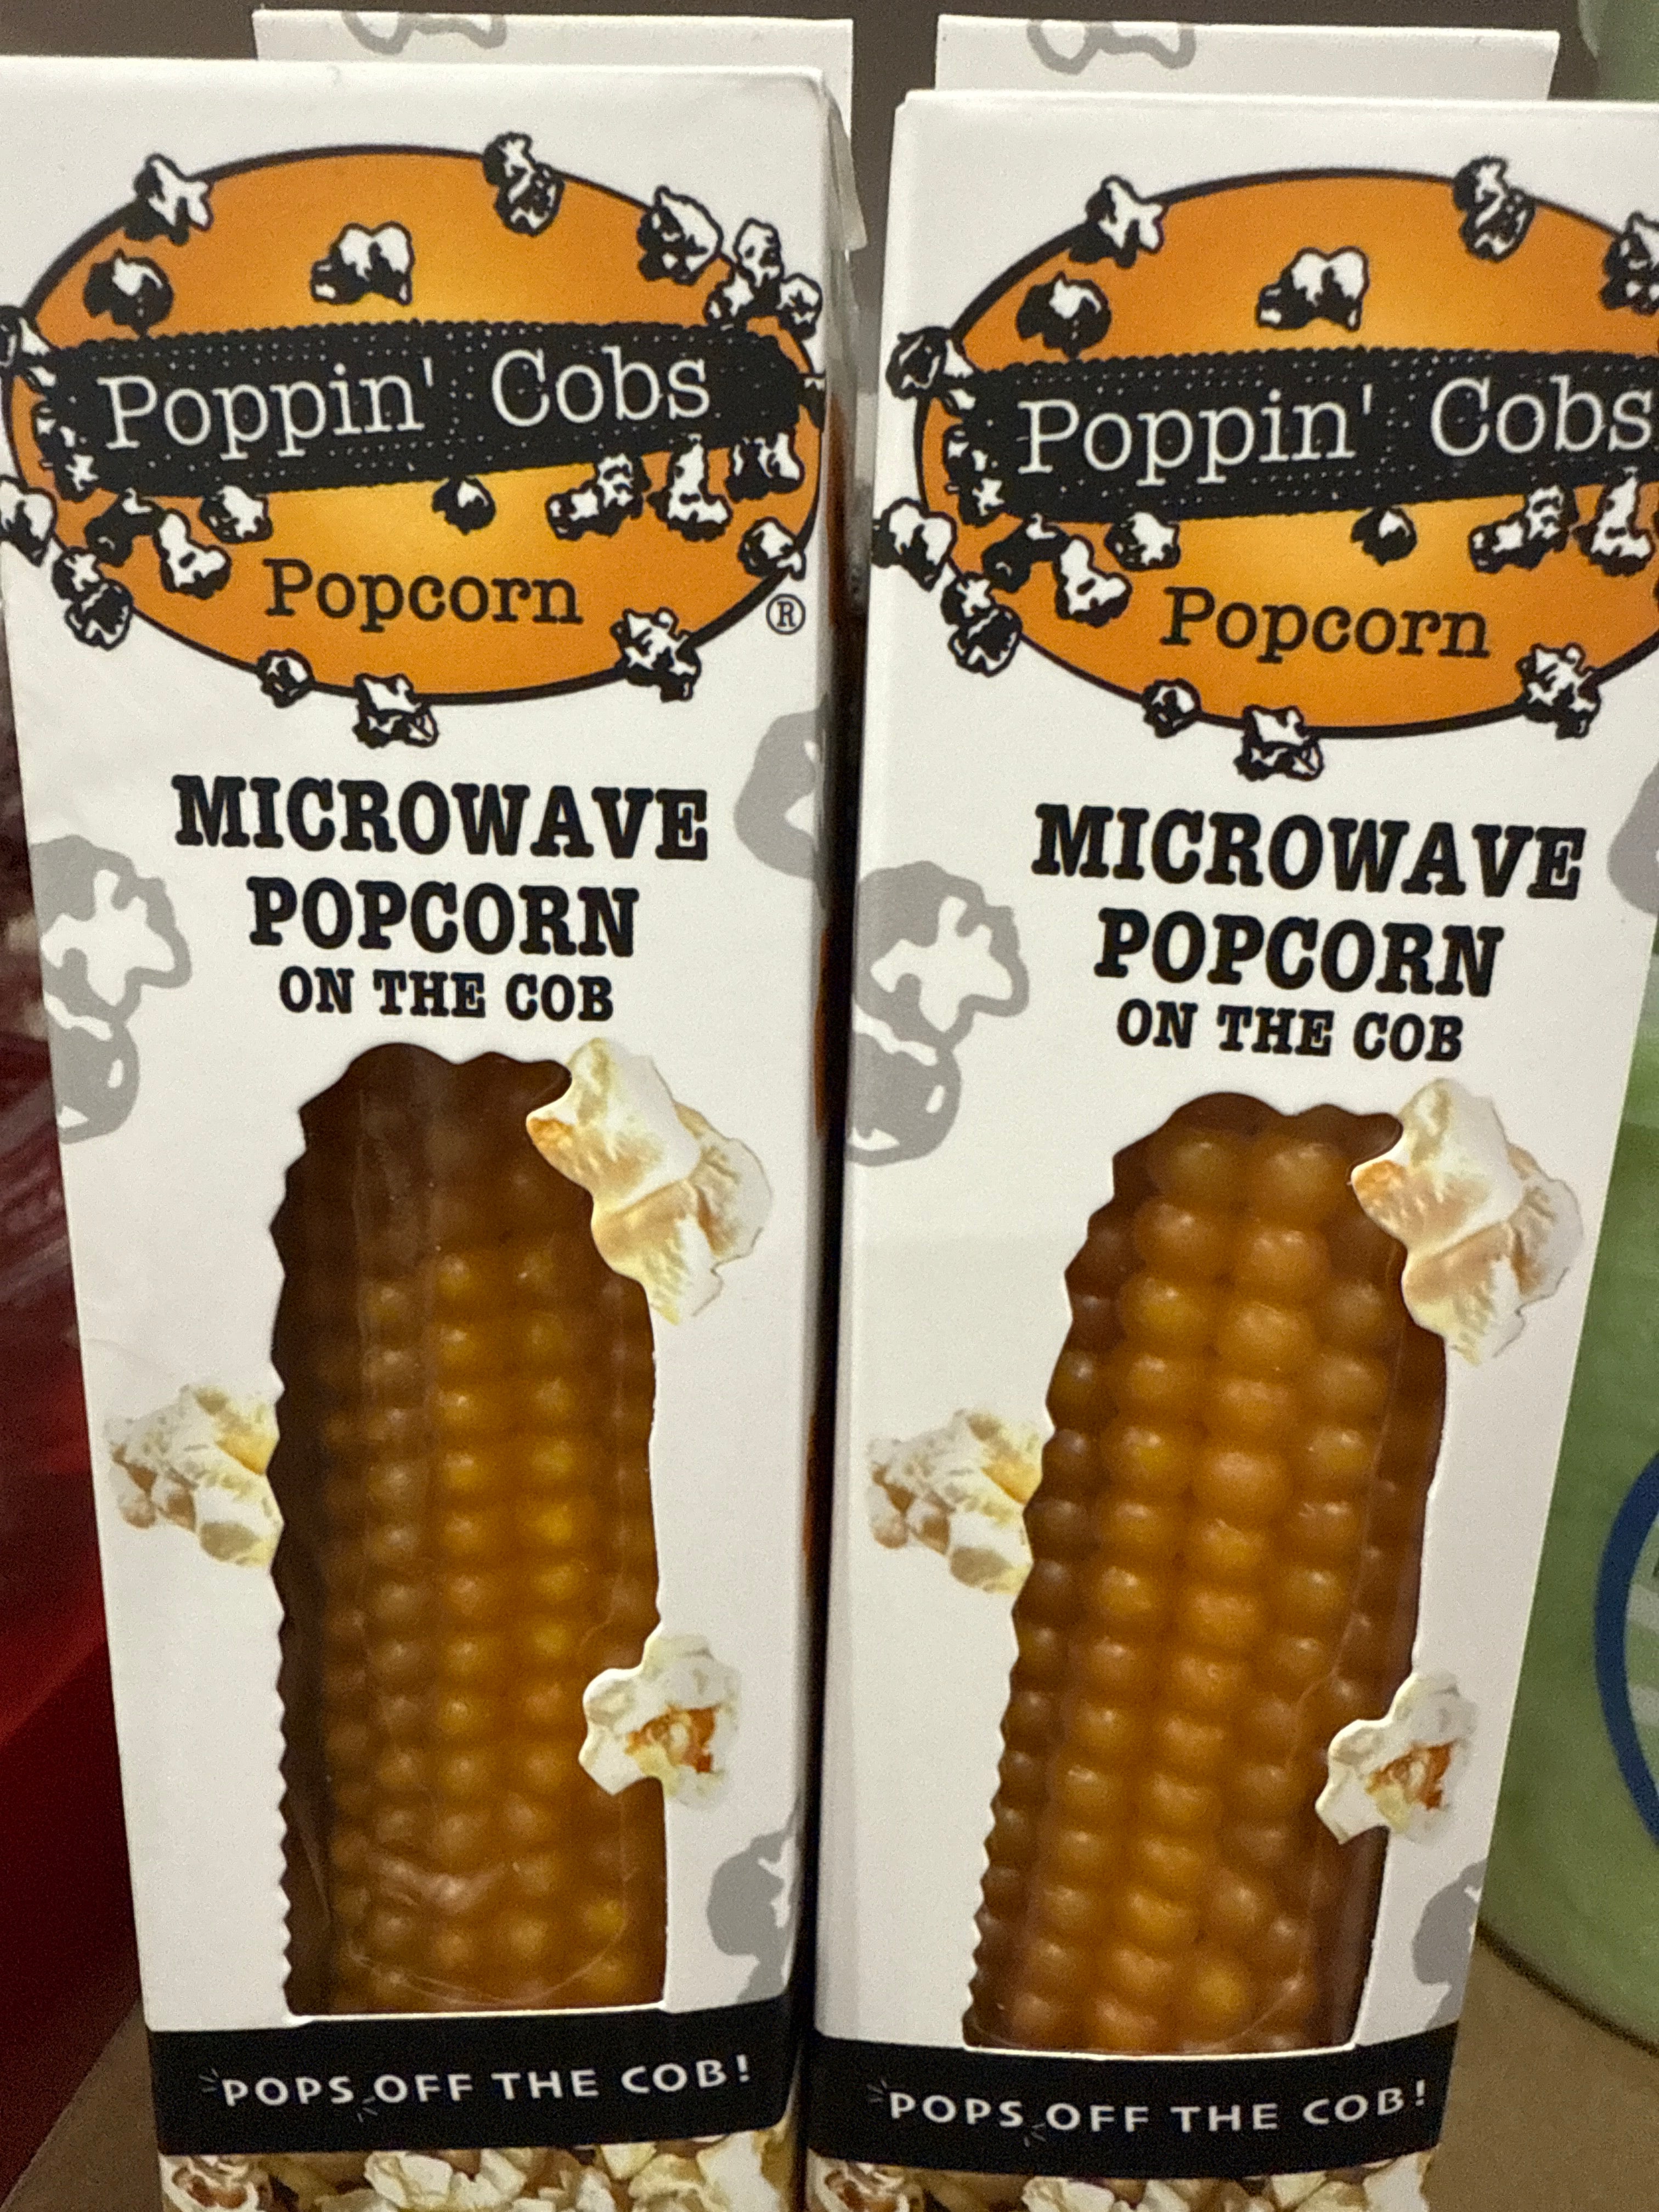 Poppin' Cobs
Popcorn
®
MICROWAVE
POPCORN
ON THE COB
POPS OFF THE COB!
Poppin' Cobs
Popcorn
MICROWAVE
POPCORN
ON THE COB
POPS OFF THE COB!